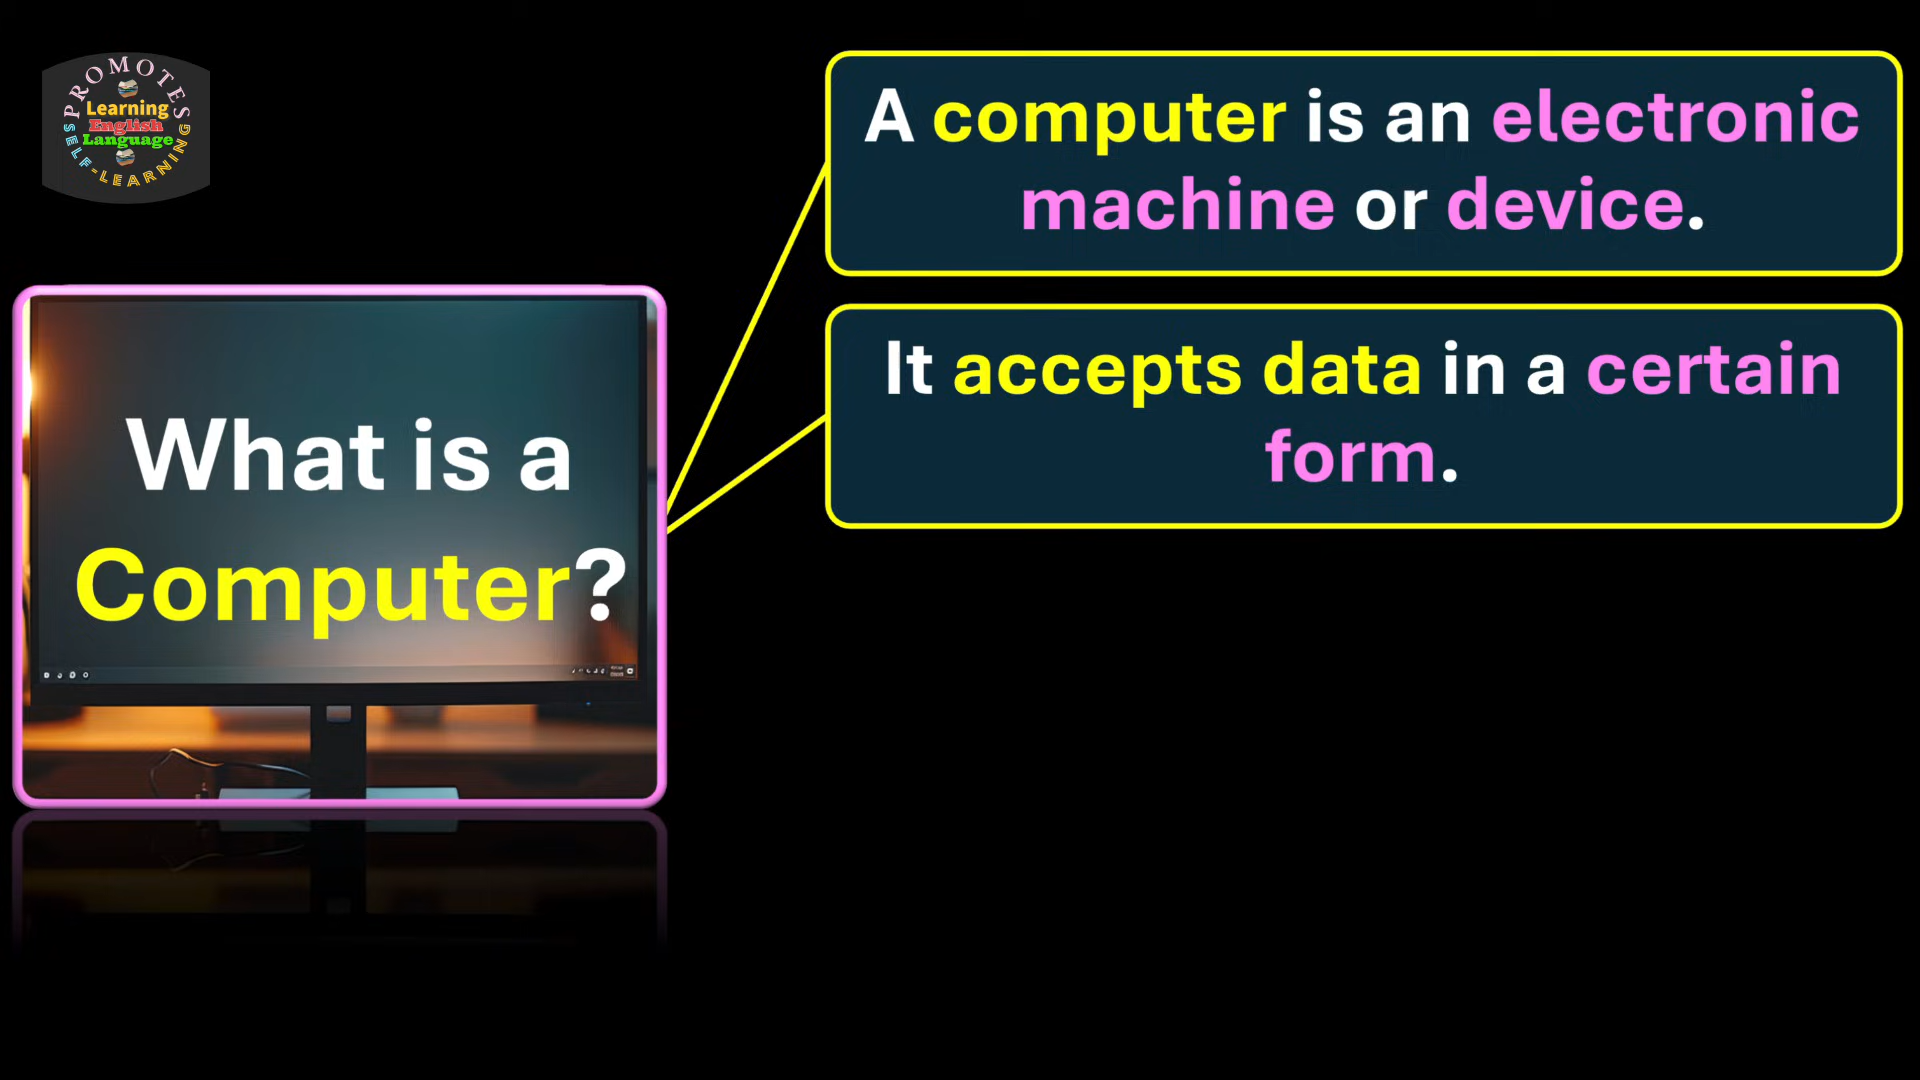 PROMOTES
Learning
English
Language
SELF-LEARNING
What is a
Computer?
A computer is an electronic
machine or device.
It accepts data in a certain
form.